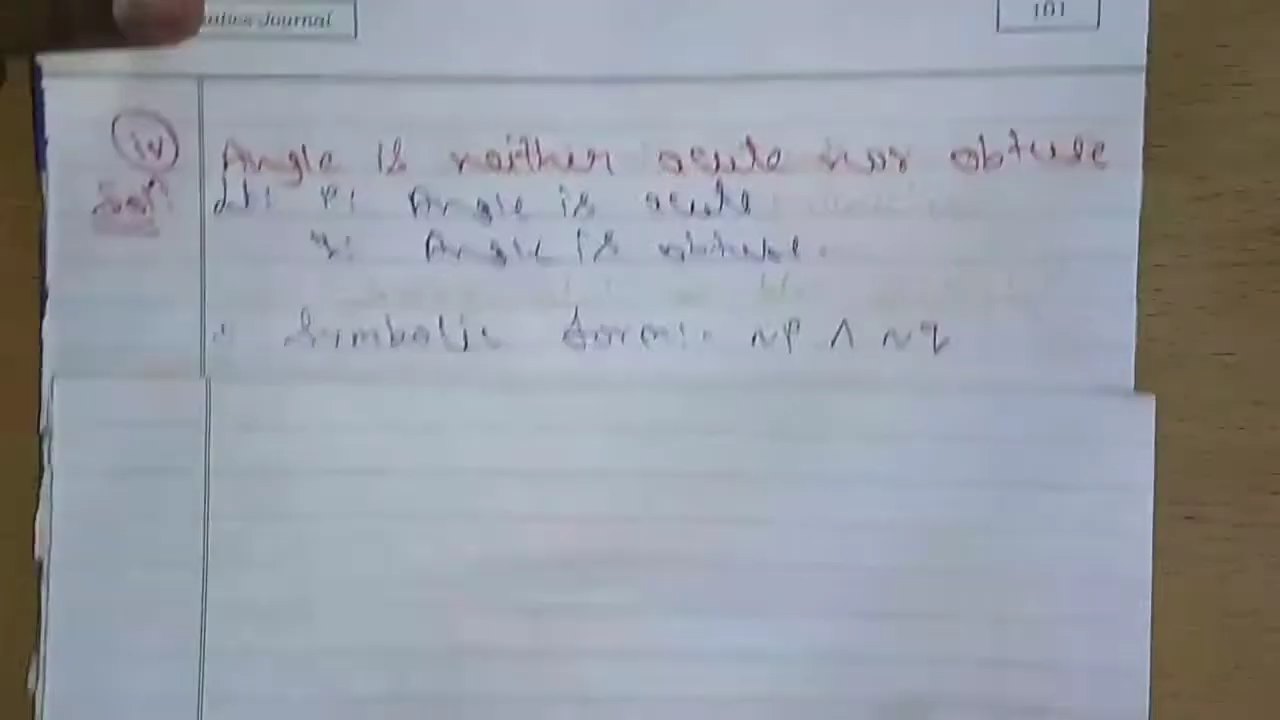 Journal
101
(iv) Angle is neither acute nor obtuse
Sol: Let: P: Angle is acute
q: Angle is obtuse.
∴ Symbolic form:- ~P ∧ ~q